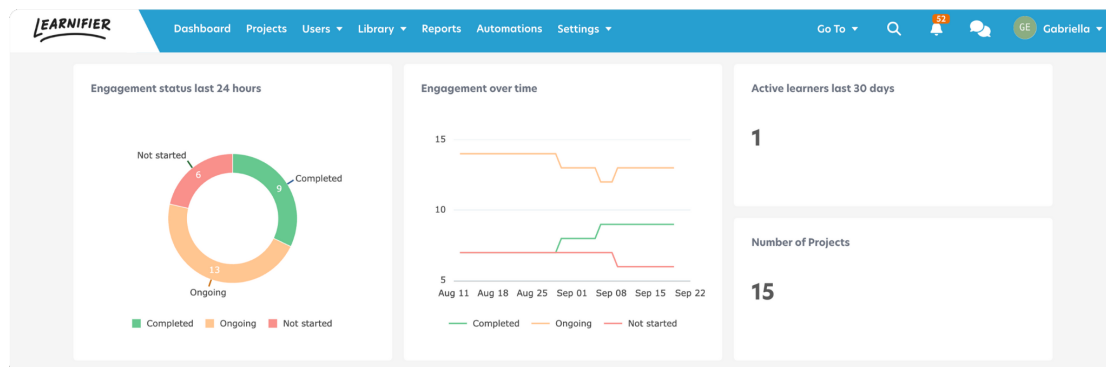 LEARNIFIER
Dashboard Projects Users Library Reports Automations Settings
Go To
52
GE Gabriella
Engagement status last 24 hours
Not started
6
Completed
9
13
Ongoing
Completed Ongoing Not started
Engagement over time
15
10
5
Aug 11 Aug 18 Aug 25 Sep 01 Sep 08 Sep 15 Sep 22
Completed Ongoing Not started
Active learners last 30 days
1
Number of Projects
15